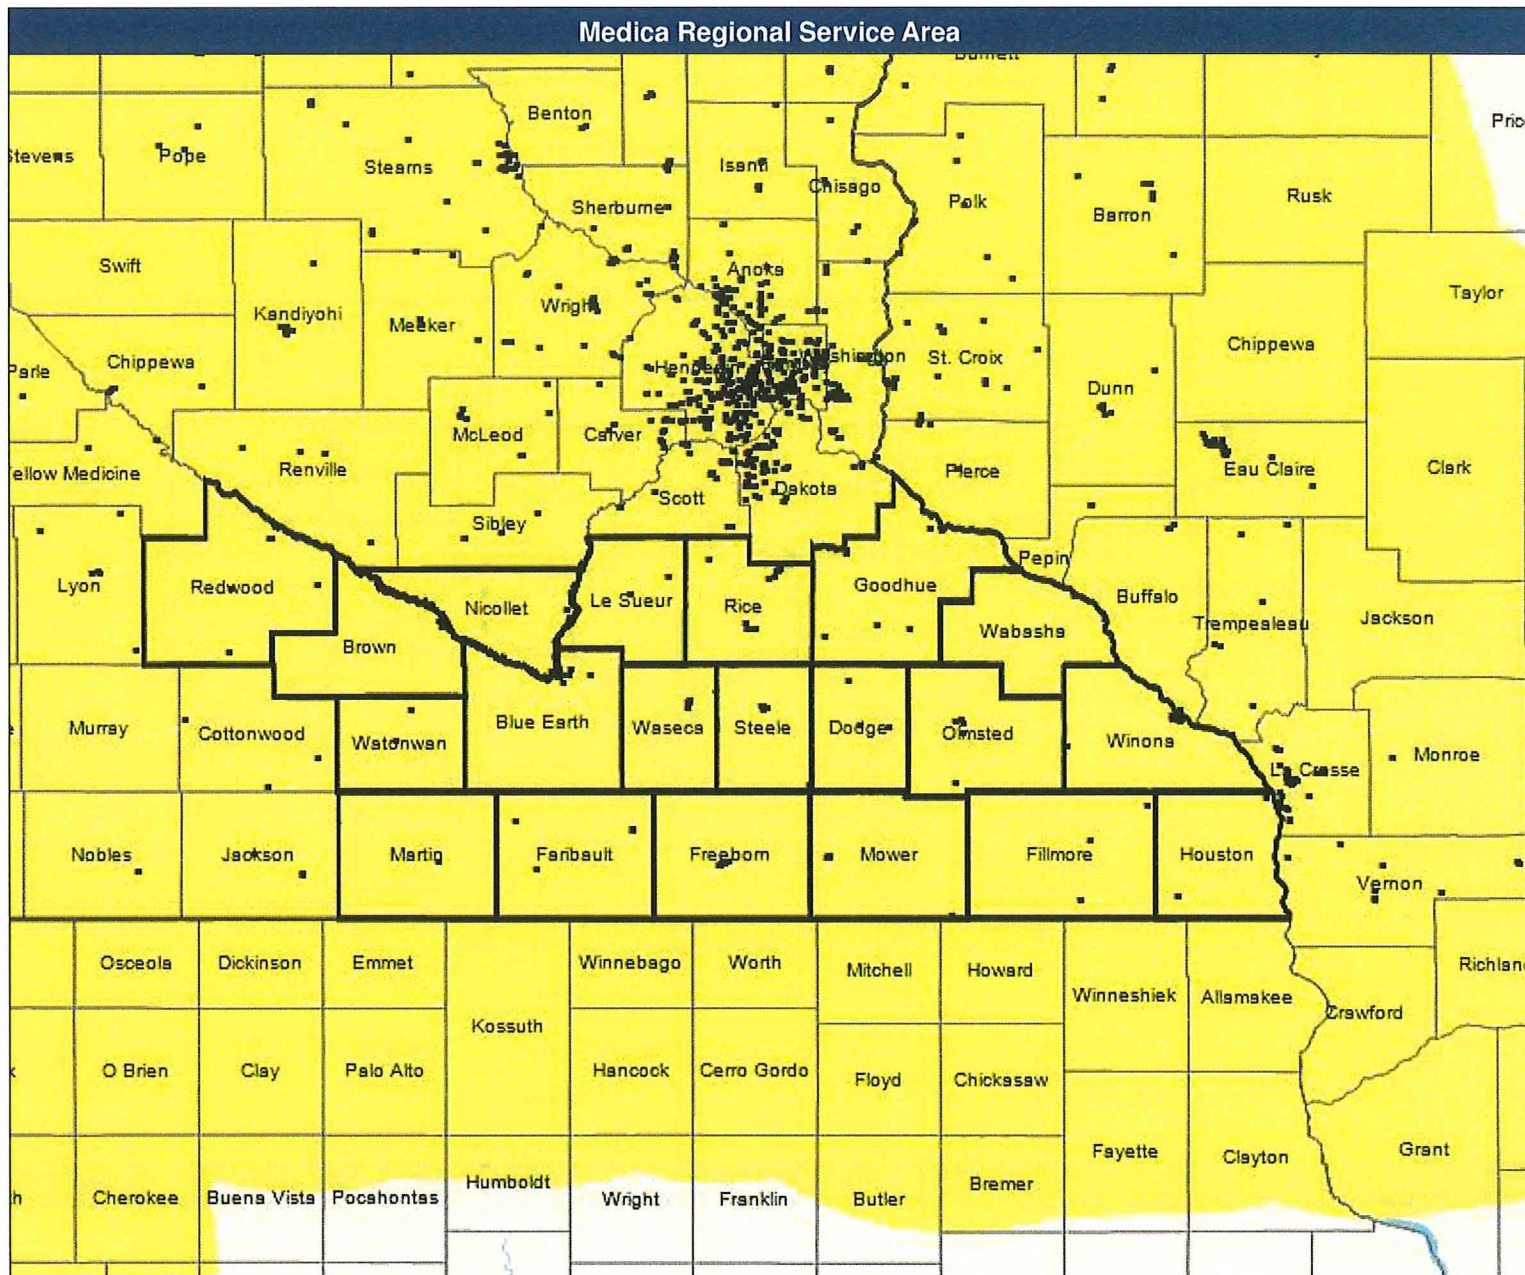 Medica Regional Service Area
Benton
Stevens
Pope
Stearns
Isanti
Chisago
Sherburne
Polk
Barron
Rusk
Swift
Anoka
Kandiyohi
Meeker
Wright
Taylor
Chippewa
Hennepin
Washington
St. Croix
Chippewa
Dunn
McLeod
Carver
Renville
Pierce
Eau Claire
Clark
Yellow Medicine
Scott
Dakota
Sibley
Lyon
Redwood
Nicollet
Le Sueur
Rice
Goodhue
Pepin
Buffalo
Trempealeau
Jackson
Brown
Wabasha
Murray
Cottonwood
Watonwan
Blue Earth
Waseca
Steele
Dodge
Olmsted
Winona
La Crosse
Monroe
Nobles
Jackson
Martin
Faribault
Freeborn
Mower
Fillmore
Houston
Vernon
Osceola
Dickinson
Emmet
Winnebago
Worth
Mitchell
Howard
Winneshiek
Allamakee
Crawford
Richlan
Kossuth
O Brien
Clay
Palo Alto
Hancock
Cerro Gordo
Floyd
Chickasaw
Fayette
Clayton
Grant
Cherokee
Buena Vista
Pocahontas
Humboldt
Wright
Franklin
Butler
Bremer